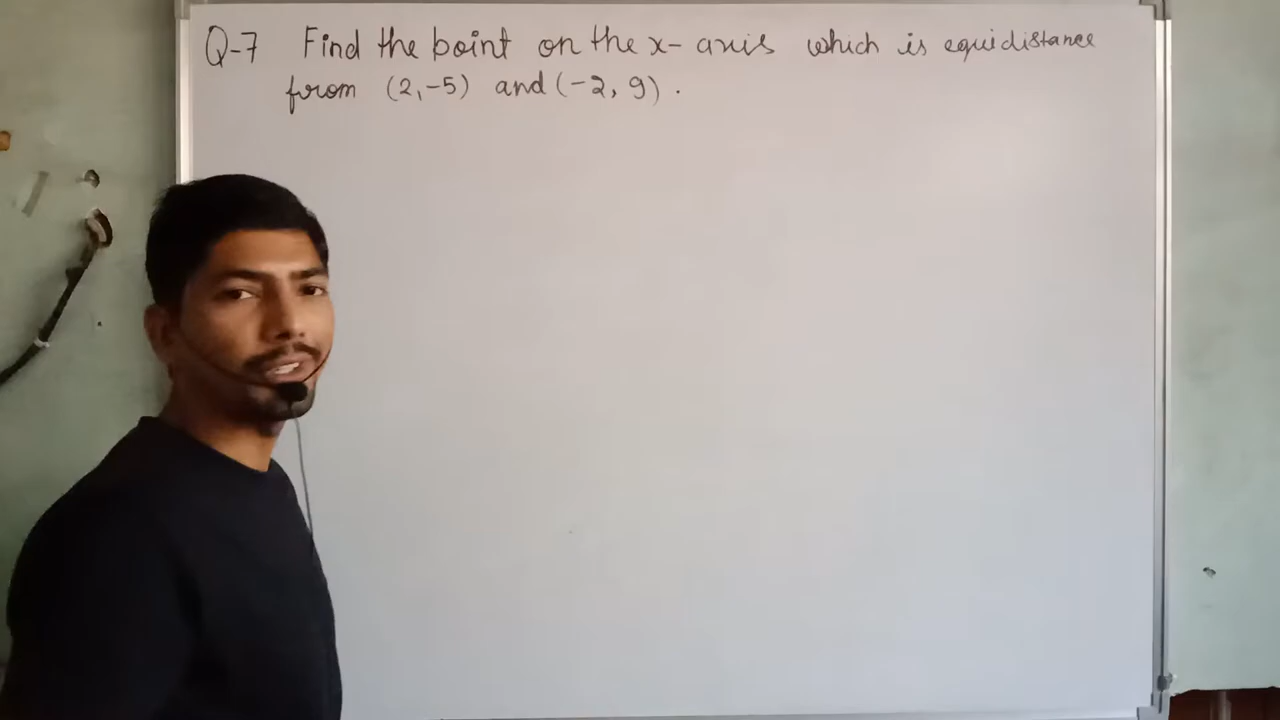 Q-7 Find the point on the x-axis which is equidistance
from (2,-5) and (-2, 9).